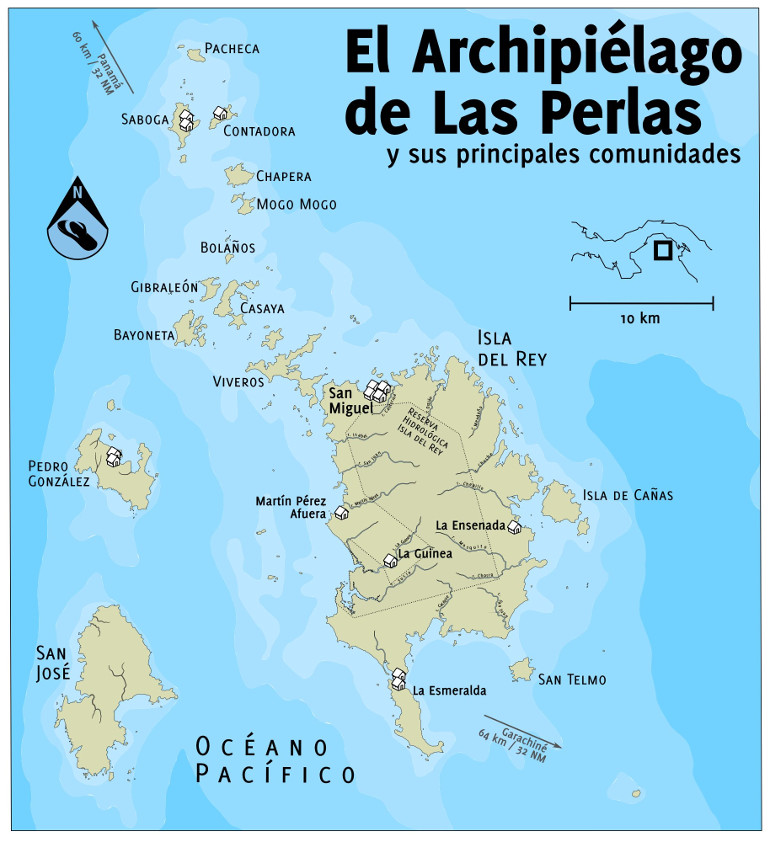 El Archipiélago
de Las Perlas
y sus principales comunidades
Panamá
60 km / 32 NM
PACHECA
SABOGA
CONTADORA
CHAPERA
MOGO MOGO
N
BOLAÑOS
GIBRALEÓN
CASAYA
BAYONETA
VIVEROS
10 km
ISLA
DEL REY
San
Miguel
RESERVA
HIDROLÓGICA
ISLA DEL REY
PEDRO
GONZÁLEZ
ISLA DE CAÑAS
Martín Pérez
Afuera
La Ensenada
La Guinea
SAN
JOSÉ
La Esmeralda
SAN TELMO
Garachiné
64 km / 32 NM
OCÉANO
PACÍFICO